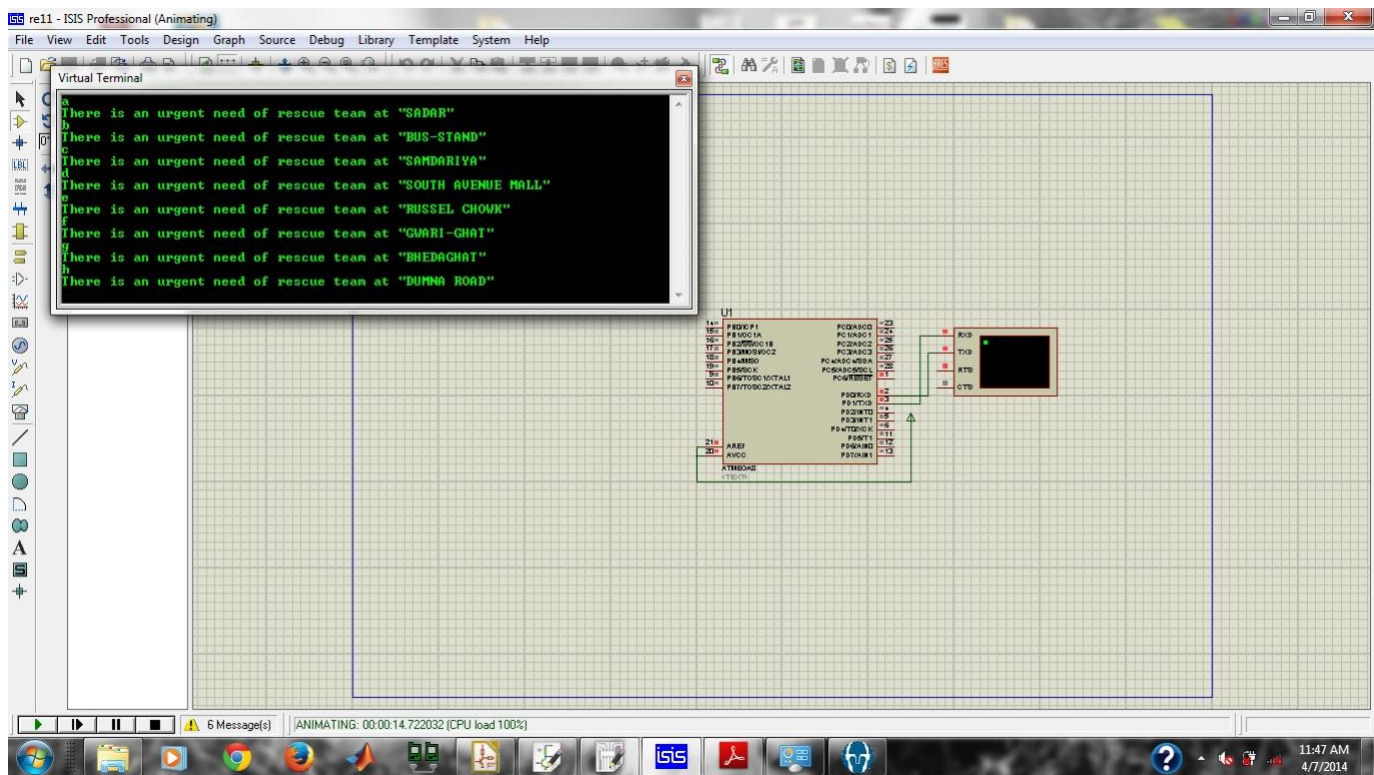 re11 - ISIS Professional (Animating)
File View Edit Tools Design Graph Source Debug Library Template System Help
Virtual Terminal
a
There is an urgent need of rescue team at "SADAR"
b
There is an urgent need of rescue team at "BUS-STAND"
c
There is an urgent need of rescue team at "SAMDARIYA"
d
There is an urgent need of rescue team at "SOUTH AVENUE MALL"
e
There is an urgent need of rescue team at "RUSSEL CHOWK"
f
There is an urgent need of rescue team at "GWARI-GHAT"
g
There is an urgent need of rescue team at "BHEDAGHAT"
h
There is an urgent need of rescue team at "DUMNA ROAD"
U1
RXD
TXD
RTS
CTS
AREF
AVCC
ATMEGA8
<TEXT>
6 Message(s)
ANIMATING: 00:00:14.722032 (CPU load 100%)
isis
11:47 AM
4/7/2014